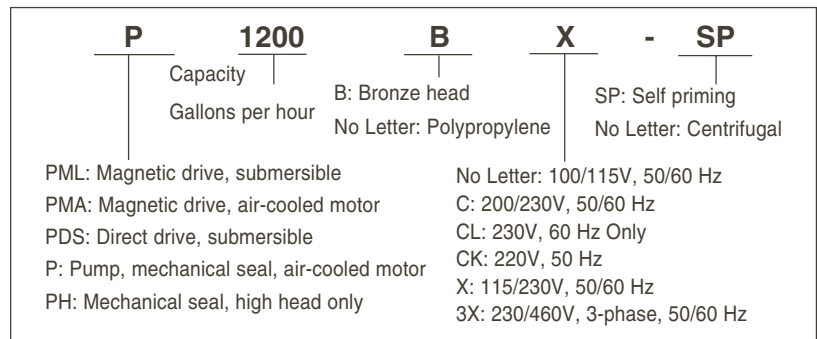 P 1200 B X - SP
Capacity
Gallons per hour
B: Bronze head
No Letter: Polypropylene
SP: Self priming
No Letter: Centrifugal
PML: Magnetic drive, submersible
PMA: Magnetic drive, air-cooled motor
PDS: Direct drive, submersible
P: Pump, mechanical seal, air-cooled motor
PH: Mechanical seal, high head only
No Letter: 100/115V, 50/60 Hz
C: 200/230V, 50/60 Hz
CL: 230V, 60 Hz Only
CK: 220V, 50 Hz
X: 115/230V, 50/60 Hz
3X: 230/460V, 3-phase, 50/60 Hz